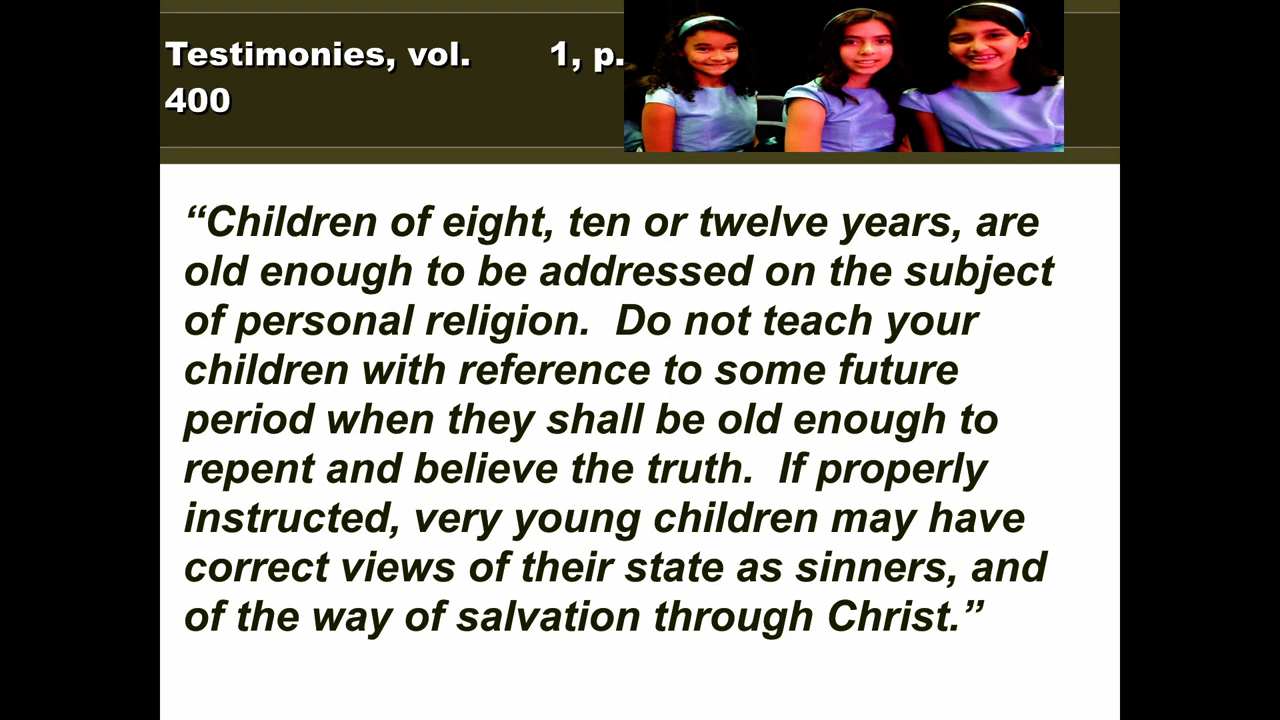 Testimonies, vol. 1, p.
400
“Children of eight, ten or twelve years, are
old enough to be addressed on the subject
of personal religion.  Do not teach your
children with reference to some future
period when they shall be old enough to
repent and believe the truth.  If properly
instructed, very young children may have
correct views of their state as sinners, and
of the way of salvation through Christ.”